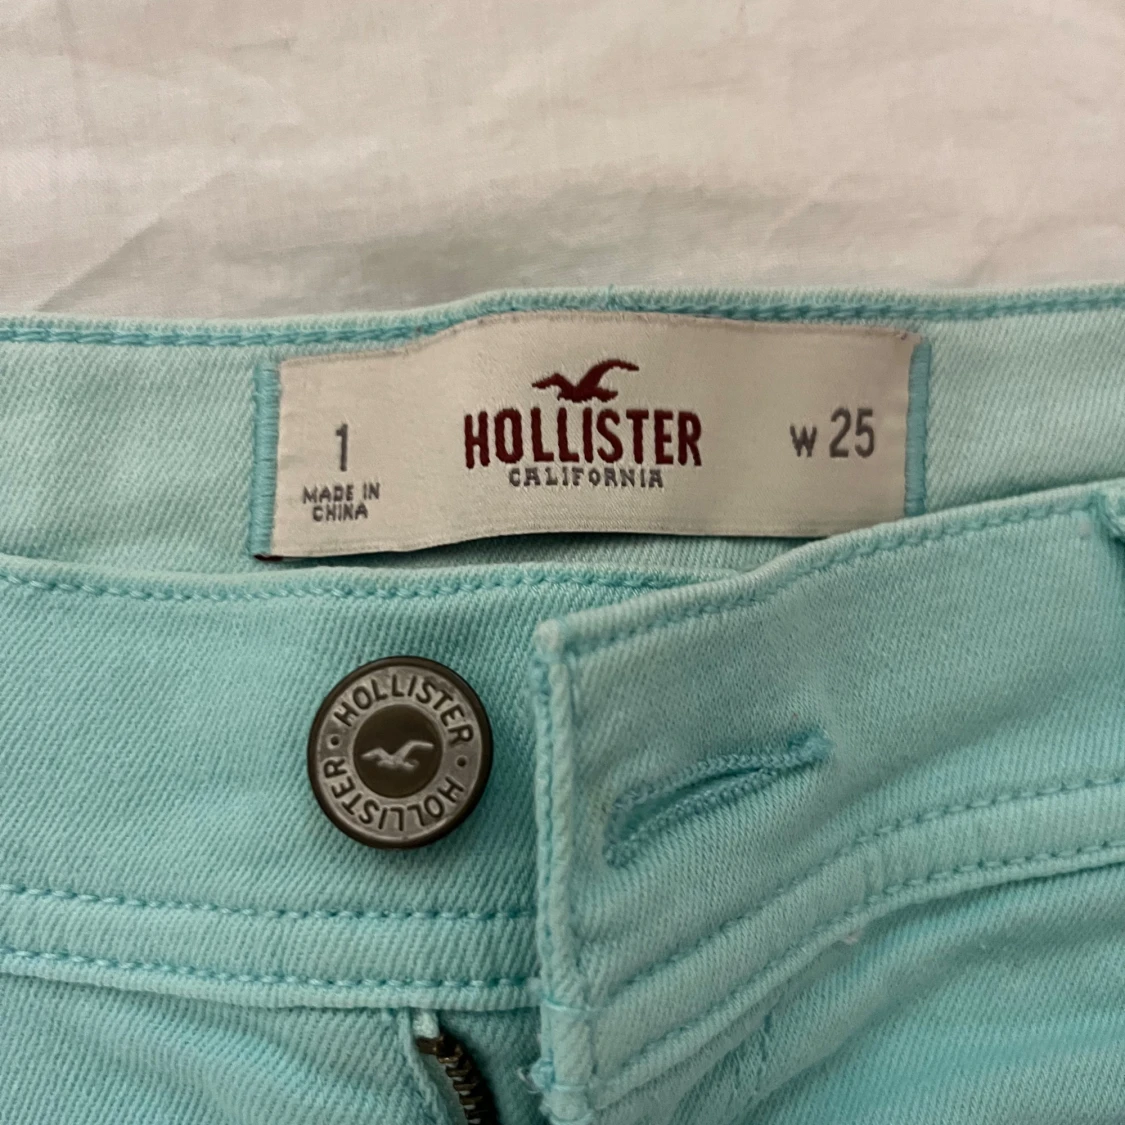 HOLLISTER
CALIFORNIA
1
MADE IN
CHINA
W 25
HOLLISTER • HOLLISTER •